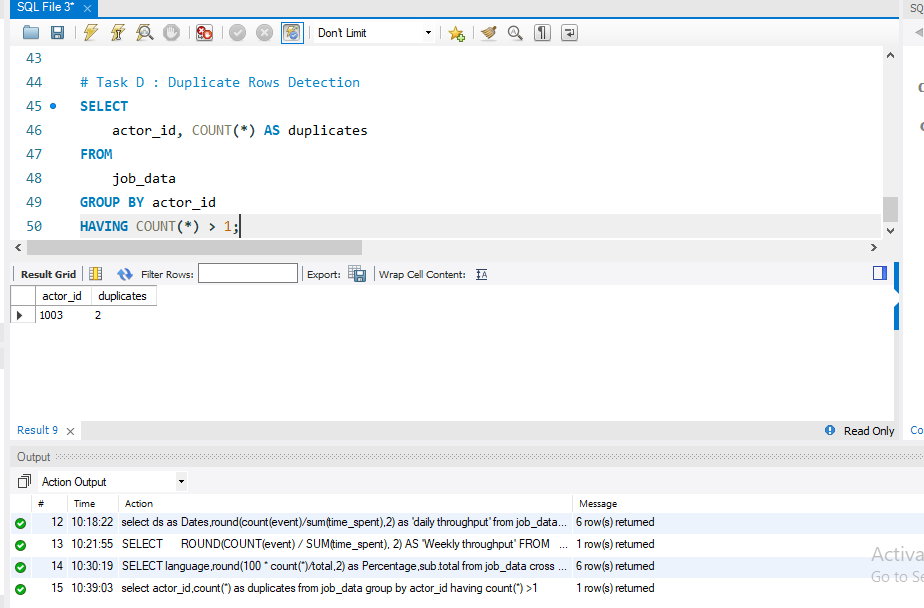 SQL File 3*
SQ
Don't Limit
43
44 # Task D : Duplicate Rows Detection
45 SELECT
46 actor_id, COUNT(*) AS duplicates
47 FROM
48 job_data
49 GROUP BY actor_id
50 HAVING COUNT(*) > 1;
Result Grid Filter Rows: Export: Wrap Cell Content:
actor_id duplicates
1003 2
Result 9 Read Only Co
Output
Action Output
# Time Action Message
12 10:18:22 select ds as Dates,round(count(event)/sum(time_spent),2) as 'daily throughput' from job_data... 6 row(s) returned
13 10:21:55 SELECT ROUND(COUNT(event) / SUM(time_spent), 2) AS 'Weekly throughput' FROM ... 1 row(s) returned
14 10:30:19 SELECT language,round(100 * count(*)/total,2) as Percentage,sub.total from job_data cross ... 6 row(s) returned
15 10:39:03 select actor_id,count(*) as duplicates from job_data group by actor_id having count(*) >1 1 row(s) returned
Activa
Go to Se